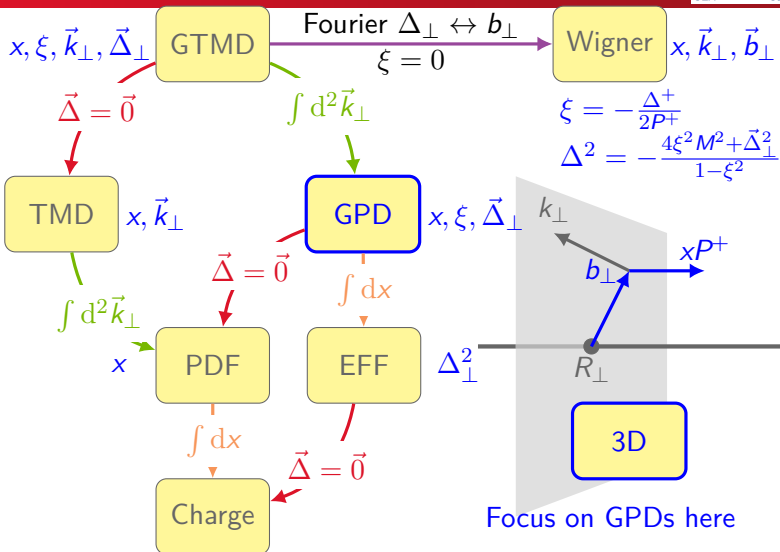 x, ξ, k⃗⊥, Δ⃗⊥
GTMD
Fourier Δ⊥ ↔ b⊥
ξ = 0
Wigner
x, k⃗⊥, b⃗⊥
Δ⃗ = 0⃗
∫ d²k⃗⊥
ξ = −Δ⁺/2P⁺
Δ² = −(4ξ²M²+Δ⃗⊥²)/(1−ξ²)
TMD
x, k⃗⊥
GPD
x, ξ, Δ⃗⊥
k⊥
b⊥
xP⁺
Δ⃗ = 0⃗
∫ dx
∫ d²k⃗⊥
x
PDF
EFF
Δ⊥²
R⊥
∫ dx
Δ⃗ = 0⃗
3D
Charge
Focus on GPDs here